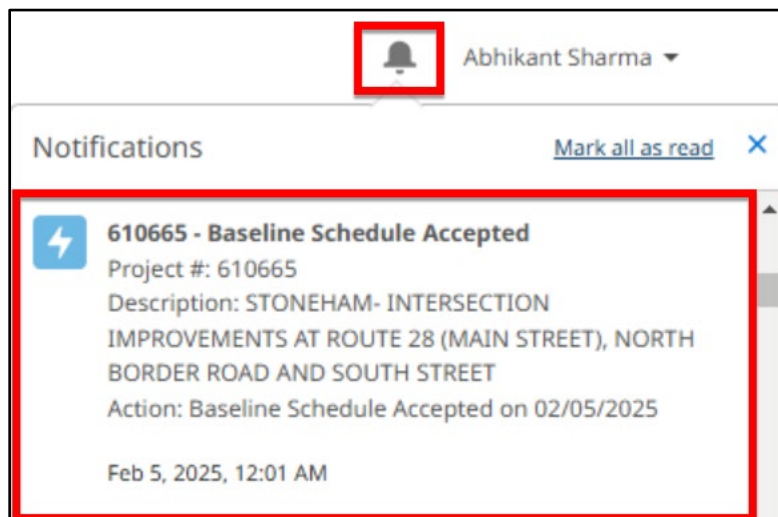 Abhikant Sharma
Notifications
Mark all as read
610665 - Baseline Schedule Accepted
Project #: 610665
Description: STONEHAM- INTERSECTION
IMPROVEMENTS AT ROUTE 28 (MAIN STREET), NORTH
BORDER ROAD AND SOUTH STREET
Action: Baseline Schedule Accepted on 02/05/2025
Feb 5, 2025, 12:01 AM